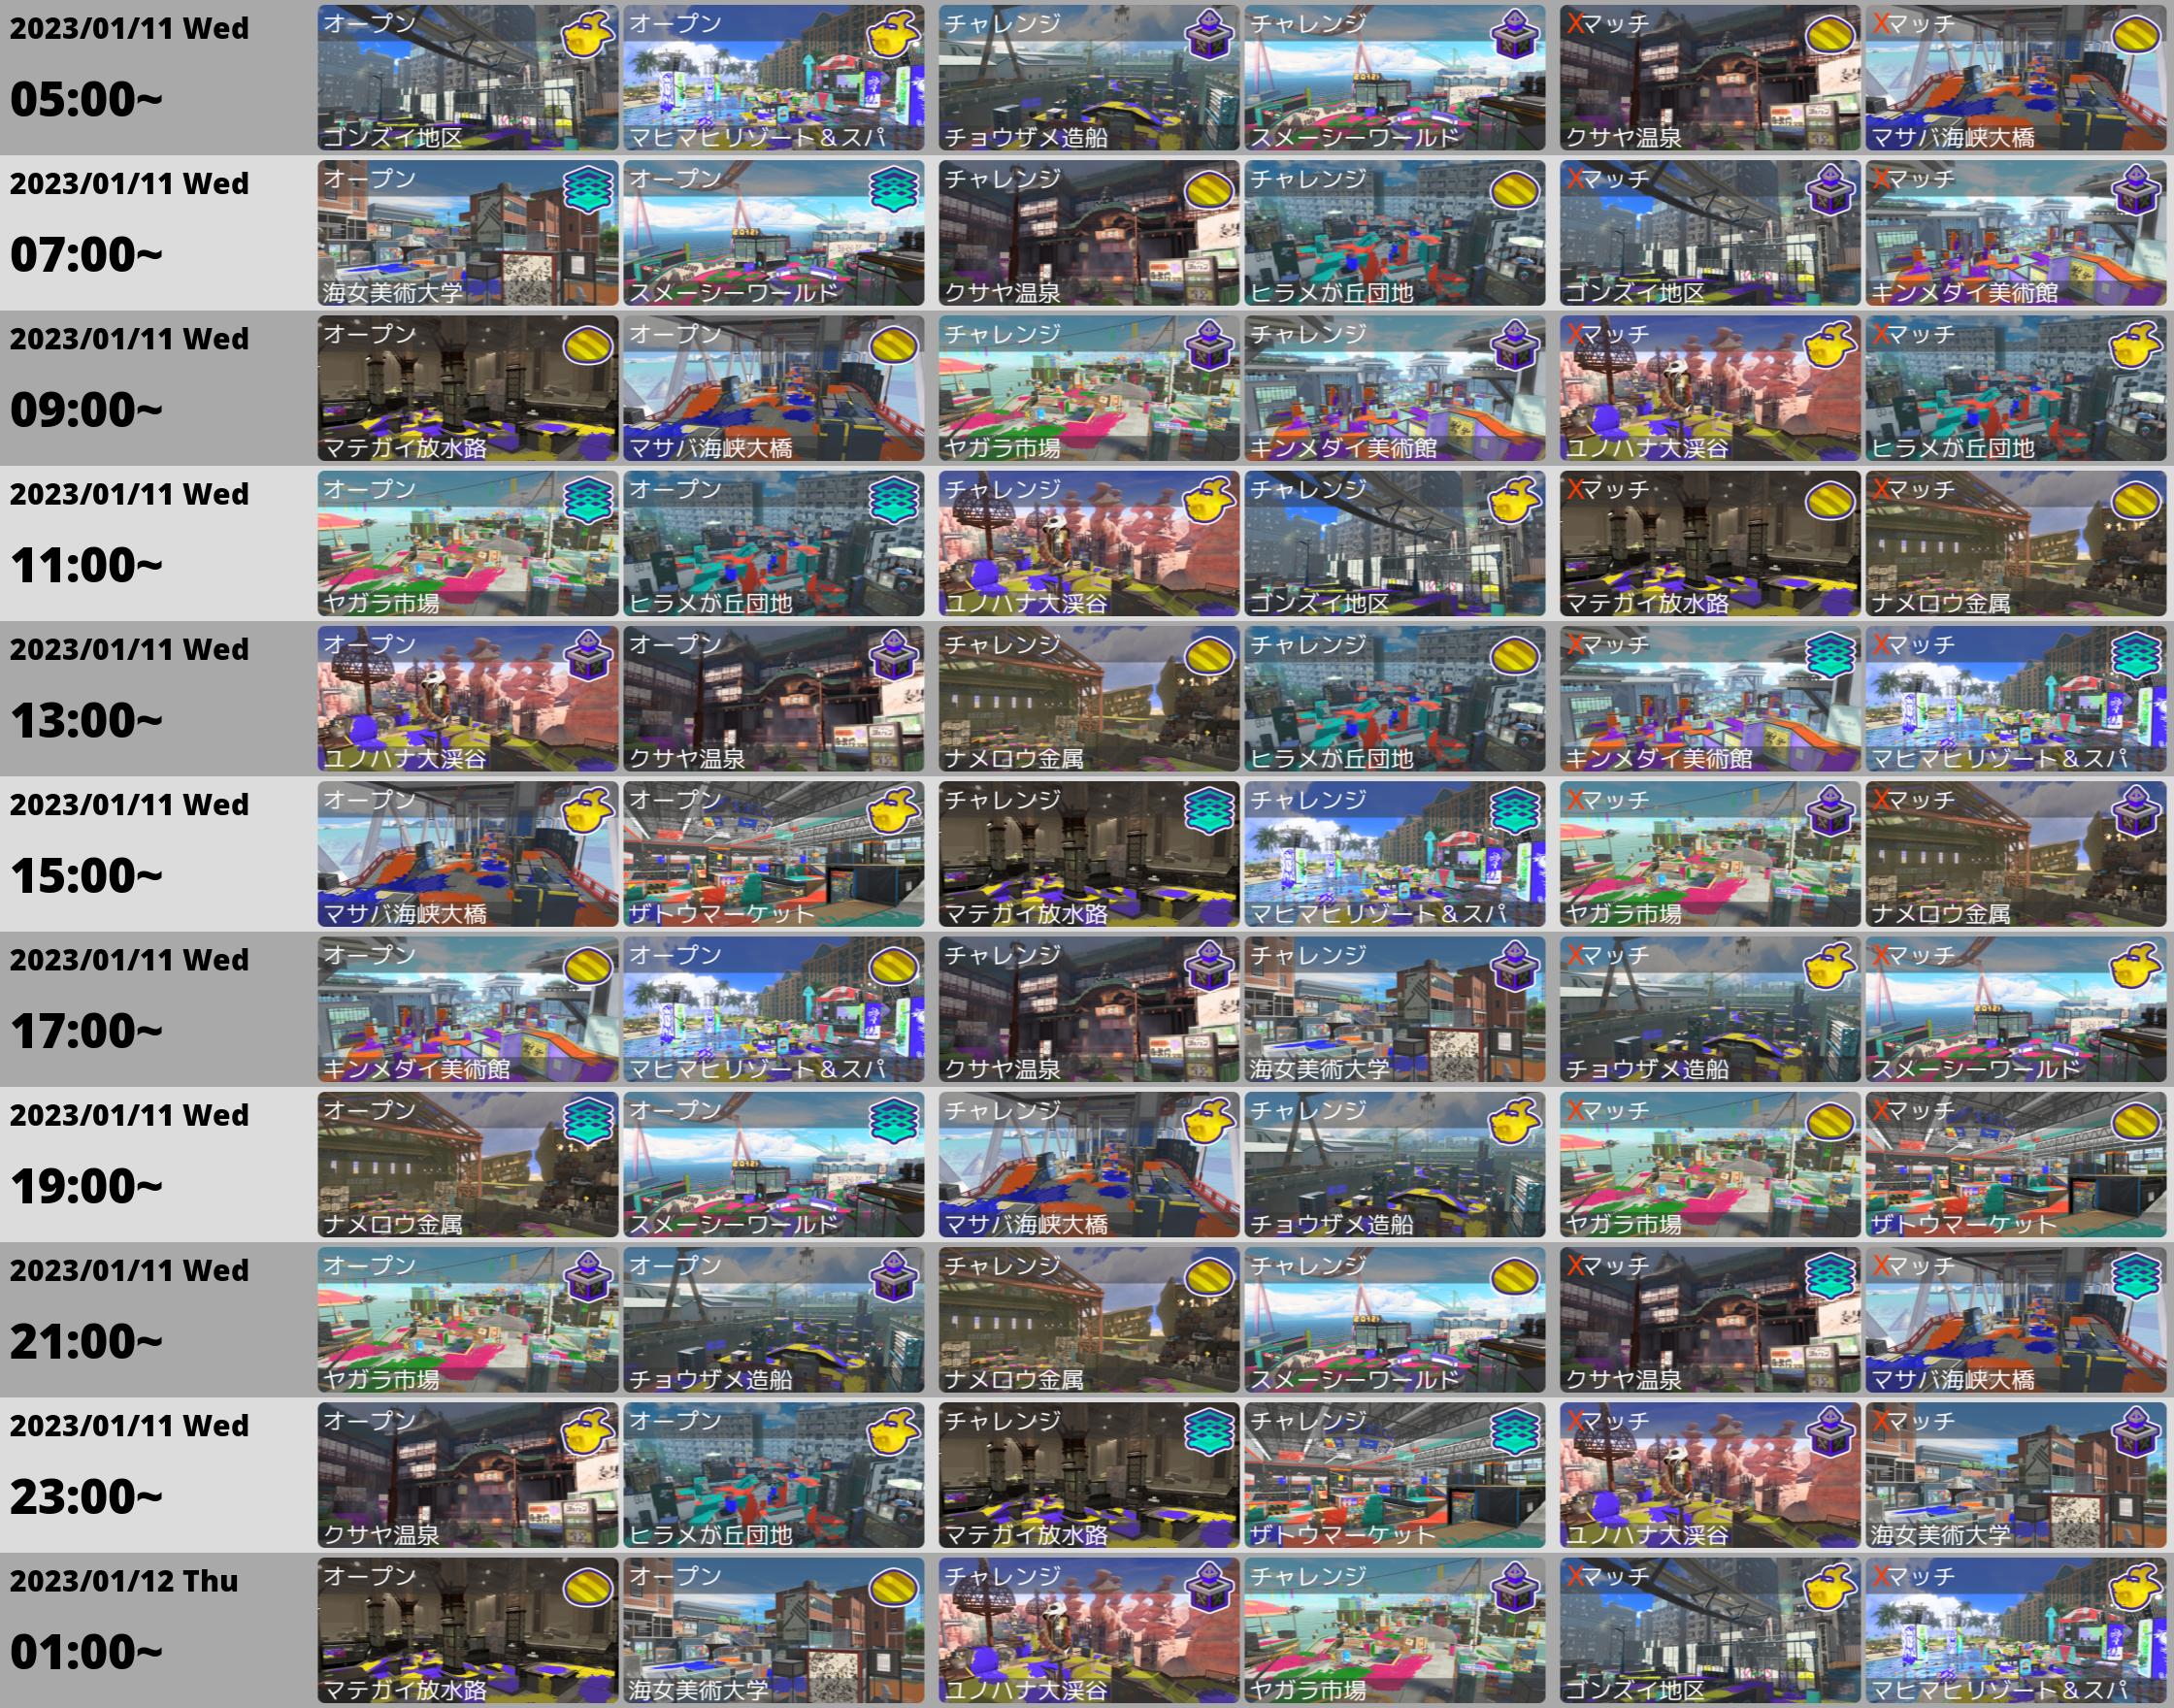 2023/01/11 Wed
05:00~
オープン
ゴンズイ地区
オープン
マヒマヒリゾート＆スパ
チャレンジ
チョウザメ造船
チャレンジ
スメーシーワールド
Xマッチ
クサヤ温泉
Xマッチ
マサバ海峡大橋
2023/01/11 Wed
07:00~
オープン
海女美術大学
オープン
スメーシーワールド
チャレンジ
クサヤ温泉
チャレンジ
ヒラメが丘団地
Xマッチ
ゴンズイ地区
Xマッチ
キンメダイ美術館
2023/01/11 Wed
09:00~
オープン
マテガイ放水路
オープン
マサバ海峡大橋
チャレンジ
ヤガラ市場
チャレンジ
キンメダイ美術館
Xマッチ
ユノハナ大渓谷
Xマッチ
ヒラメが丘団地
2023/01/11 Wed
11:00~
オープン
ヤガラ市場
オープン
ヒラメが丘団地
チャレンジ
ユノハナ大渓谷
チャレンジ
ゴンズイ地区
Xマッチ
マテガイ放水路
Xマッチ
ナメロウ金属
2023/01/11 Wed
13:00~
オープン
ユノハナ大渓谷
オープン
クサヤ温泉
チャレンジ
ナメロウ金属
チャレンジ
ヒラメが丘団地
Xマッチ
キンメダイ美術館
Xマッチ
マヒマヒリゾート＆スパ
2023/01/11 Wed
15:00~
オープン
マサバ海峡大橋
オープン
ザトウマーケット
チャレンジ
マテガイ放水路
チャレンジ
マヒマヒリゾート＆スパ
Xマッチ
ヤガラ市場
Xマッチ
ナメロウ金属
2023/01/11 Wed
17:00~
オープン
キンメダイ美術館
オープン
マヒマヒリゾート＆スパ
チャレンジ
クサヤ温泉
チャレンジ
海女美術大学
Xマッチ
チョウザメ造船
Xマッチ
スメーシーワールド
2023/01/11 Wed
19:00~
オープン
ナメロウ金属
オープン
スメーシーワールド
チャレンジ
マサバ海峡大橋
チャレンジ
チョウザメ造船
Xマッチ
ヤガラ市場
Xマッチ
ザトウマーケット
2023/01/11 Wed
21:00~
オープン
ヤガラ市場
オープン
チョウザメ造船
チャレンジ
ナメロウ金属
チャレンジ
スメーシーワールド
Xマッチ
クサヤ温泉
Xマッチ
マサバ海峡大橋
2023/01/11 Wed
23:00~
オープン
クサヤ温泉
オープン
ヒラメが丘団地
チャレンジ
マテガイ放水路
チャレンジ
ザトウマーケット
Xマッチ
ユノハナ大渓谷
Xマッチ
海女美術大学
2023/01/12 Thu
01:00~
オープン
マテガイ放水路
オープン
海女美術大学
チャレンジ
ユノハナ大渓谷
チャレンジ
ヤガラ市場
Xマッチ
ゴンズイ地区
Xマッチ
マヒマヒリゾート＆スパ